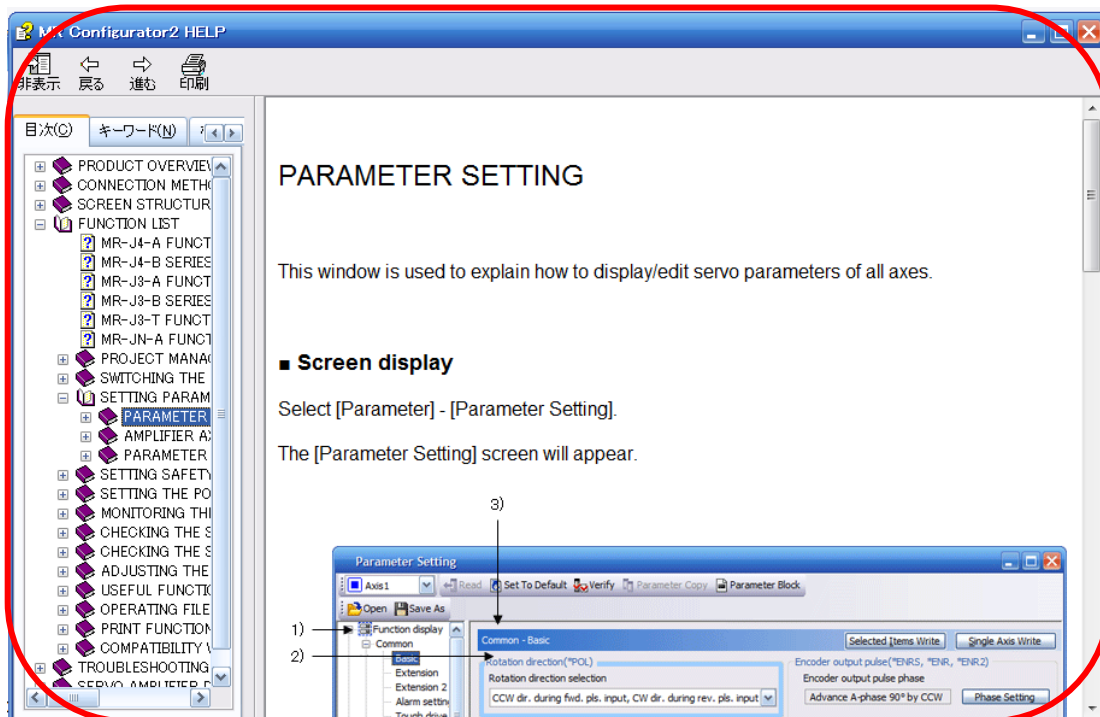 MR Configurator2 HELP
非表示 戻る 進む 印刷
目次(C) キーワード(N)
PRODUCT OVERVIEW
CONNECTION METH
SCREEN STRUCTUR
FUNCTION LIST
MR-J4-A FUNCT
MR-J4-B SERIES
MR-J3-A FUNCT
MR-J3-B SERIES
MR-J3-T FUNCT
MR-JN-A FUNCT
PROJECT MANA
SWITCHING THE
SETTING PARAM
PARAMETER
AMPLIFIER A
PARAMETER
SETTING SAFETY
SETTING THE PO
MONITORING THE
CHECKING THE S
CHECKING THE S
ADJUSTING THE
USEFUL FUNCTIO
OPERATING FILE
PRINT FUNCTION
COMPATIBILITY
TROUBLESHOOTING
SERVO AMPLIFIER
PARAMETER SETTING
This window is used to explain how to display/edit servo parameters of all axes.
■ Screen display
Select [Parameter] - [Parameter Setting].
The [Parameter Setting] screen will appear.
3)
Parameter Setting
Axis1 Read Set To Default Verify Parameter Copy Parameter Block
Open Save As
1)
2)
Function display
Common
Basic
Extension
Extension 2
Alarm settin
Touch drive
Common - Basic Selected Items Write Single Axis Write
Rotation direction(*POL)
Rotation direction selection
CCW dir. during fwd. pls. input, CW dir. during rev. pls. input
Encoder output pulse(*ENRS, *ENR, *ENR2)
Encoder output pulse phase
Advance A-phase 90° by CCW Phase Setting